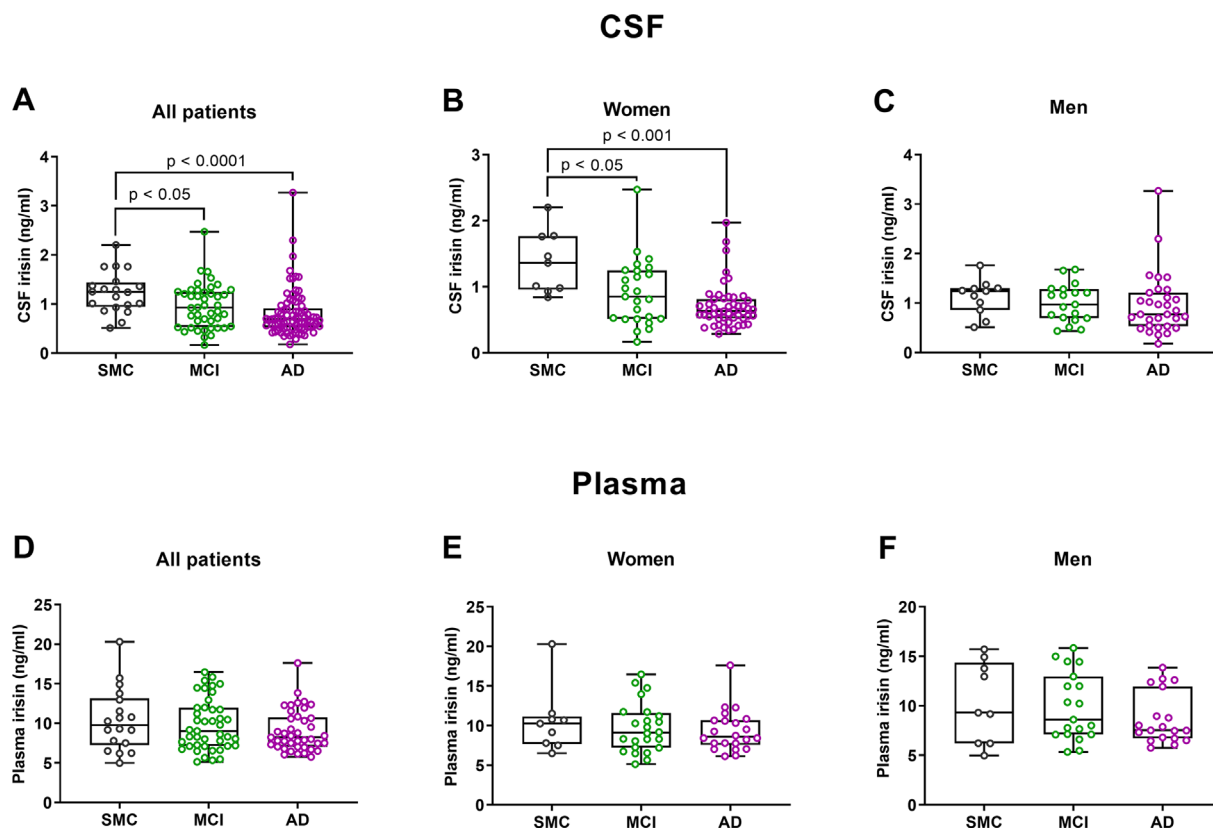 CSF
A
All patients
CSF irisin (ng/ml)
4
3
2
1
0
p < 0.0001
p < 0.05
SMC MCI AD
B
Women
CSF irisin (ng/ml)
3
2
1
0
p < 0.001
p < 0.05
SMC MCI AD
C
Men
CSF irisin (ng/ml)
4
3
2
1
0
SMC MCI AD
Plasma
D
All patients
Plasma irisin (ng/ml)
25
20
15
10
5
0
SMC MCI AD
E
Women
Plasma irisin (ng/ml)
25
20
15
10
5
0
SMC MCI AD
F
Men
Plasma irisin (ng/ml)
20
15
10
5
0
SMC MCI AD